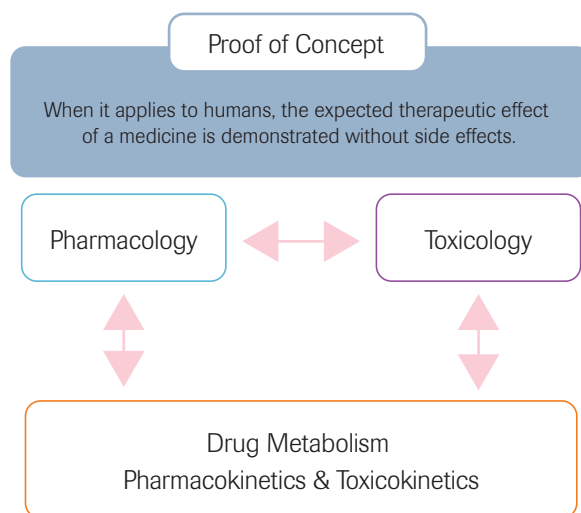 Proof of Concept
When it applies to humans, the expected therapeutic effect
of a medicine is demonstrated without side effects.
Pharmacology
Toxicology
Drug Metabolism
Pharmacokinetics & Toxicokinetics